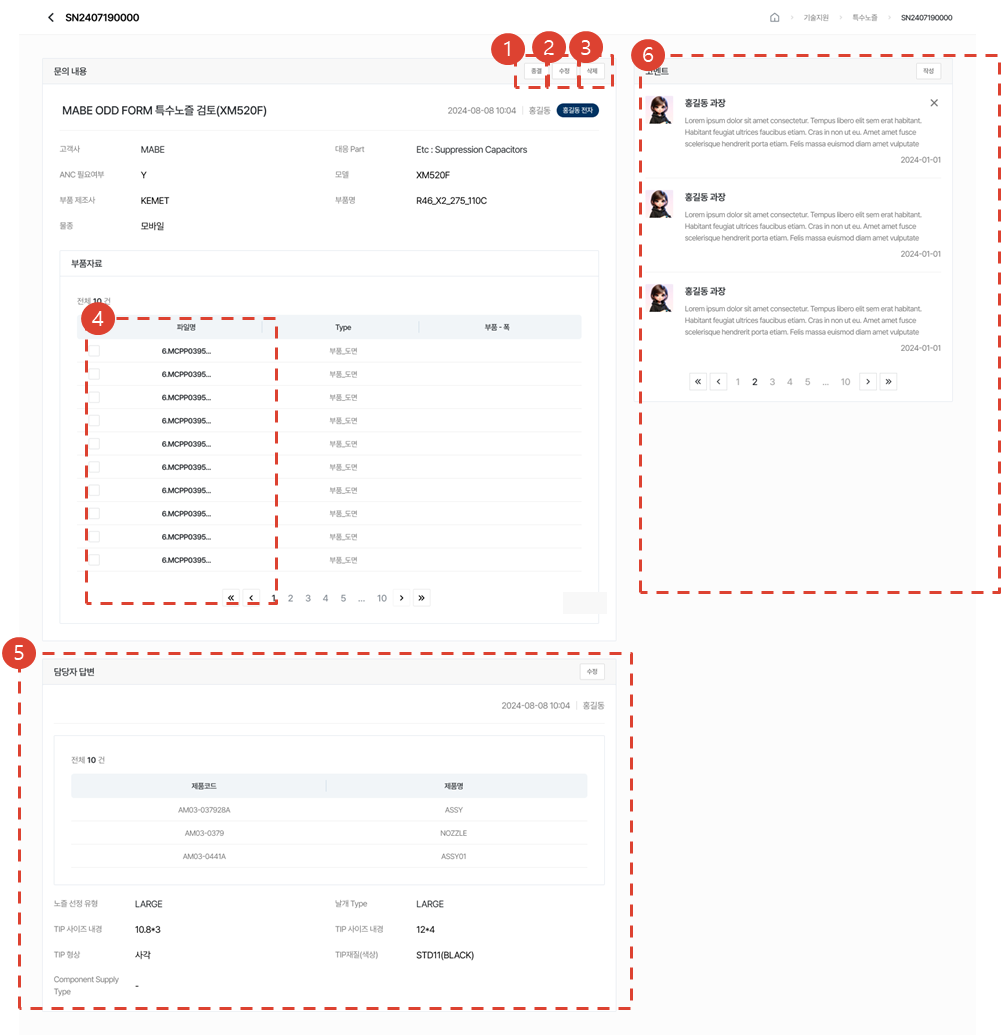 SN2407190000
기술지원 특수노즐 SN2407190000
1 2 3 6
문의 내용 종결 수정 삭제
MABE ODD FORM 특수노즐 검토(XM520F) 2024-08-08 10:04 홍길동 홍길동 전자
고객사 MABE 대응 Part Etc : Suppression Capacitors
ANC 필요여부 Y 모델 XM520F
부품 제조사 KEMET 부품명 R46_X2_275_110C
물종 모바일
부품자료
전체 10 건
4
파일명 Type 부품 - 폭
6.MCPP0395... 부품_도면
6.MCPP0395... 부품_도면
6.MCPP0395... 부품_도면
6.MCPP0395... 부품_도면
6.MCPP0395... 부품_도면
6.MCPP0395... 부품_도면
6.MCPP0395... 부품_도면
6.MCPP0395... 부품_도면
6.MCPP0395... 부품_도면
6.MCPP0395... 부품_도면
« ‹ 1 2 3 4 5 ... 10 › »
5
담당자 답변 수정
2024-08-08 10:04 홍길동
전체 10 건
제품코드 제품명
AM03-037928A ASSY
AM03-0379 NOZZLE
AM03-0441A ASSY01
노즐 선정 유형 LARGE 날개 Type LARGE
TIP 사이즈 내경 10.8*3 TIP 사이즈 내경 12*4
TIP 형상 사각 TIP재질(색상) STD11(BLACK)
Component Supply
Type -
코멘트 작성
홍길동 과장
Lorem ipsum dolor sit amet consectetur. Tempus libero elit sem erat habitant.
Habitant feugiat ultrices faucibus etiam. Cras in non ut eu. Amet amet fusce
scelerisque hendrerit porta etiam. Felis massa euismod diam amet vulputate
2024-01-01
홍길동 과장
Lorem ipsum dolor sit amet consectetur. Tempus libero elit sem erat habitant.
Habitant feugiat ultrices faucibus etiam. Cras in non ut eu. Amet amet fusce
scelerisque hendrerit porta etiam. Felis massa euismod diam amet vulputate
2024-01-01
홍길동 과장
Lorem ipsum dolor sit amet consectetur. Tempus libero elit sem erat habitant.
Habitant feugiat ultrices faucibus etiam. Cras in non ut eu. Amet amet fusce
scelerisque hendrerit porta etiam. Felis massa euismod diam amet vulputate
2024-01-01
« ‹ 1 2 3 4 5 ... 10 › »